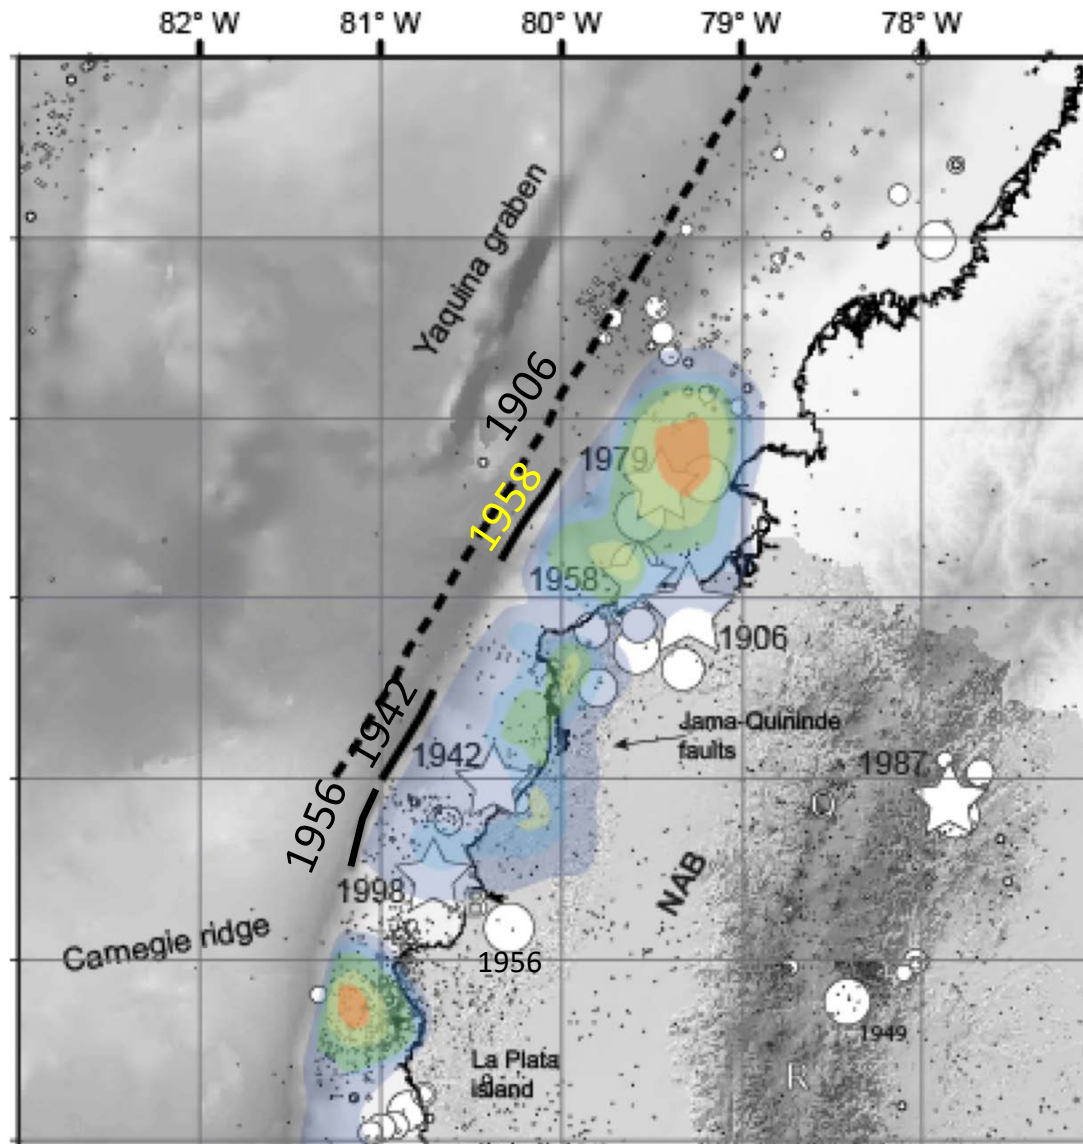 82° W
81° W
80° W
79° W
78° W
Yaquina graben
1906
1979
1958
1958
1906
Jama-Quininde
faults
1942
1942
1987
Q
1956
1998
B
NAB
Carnegie ridge
1956
1949
La Plata
island
R